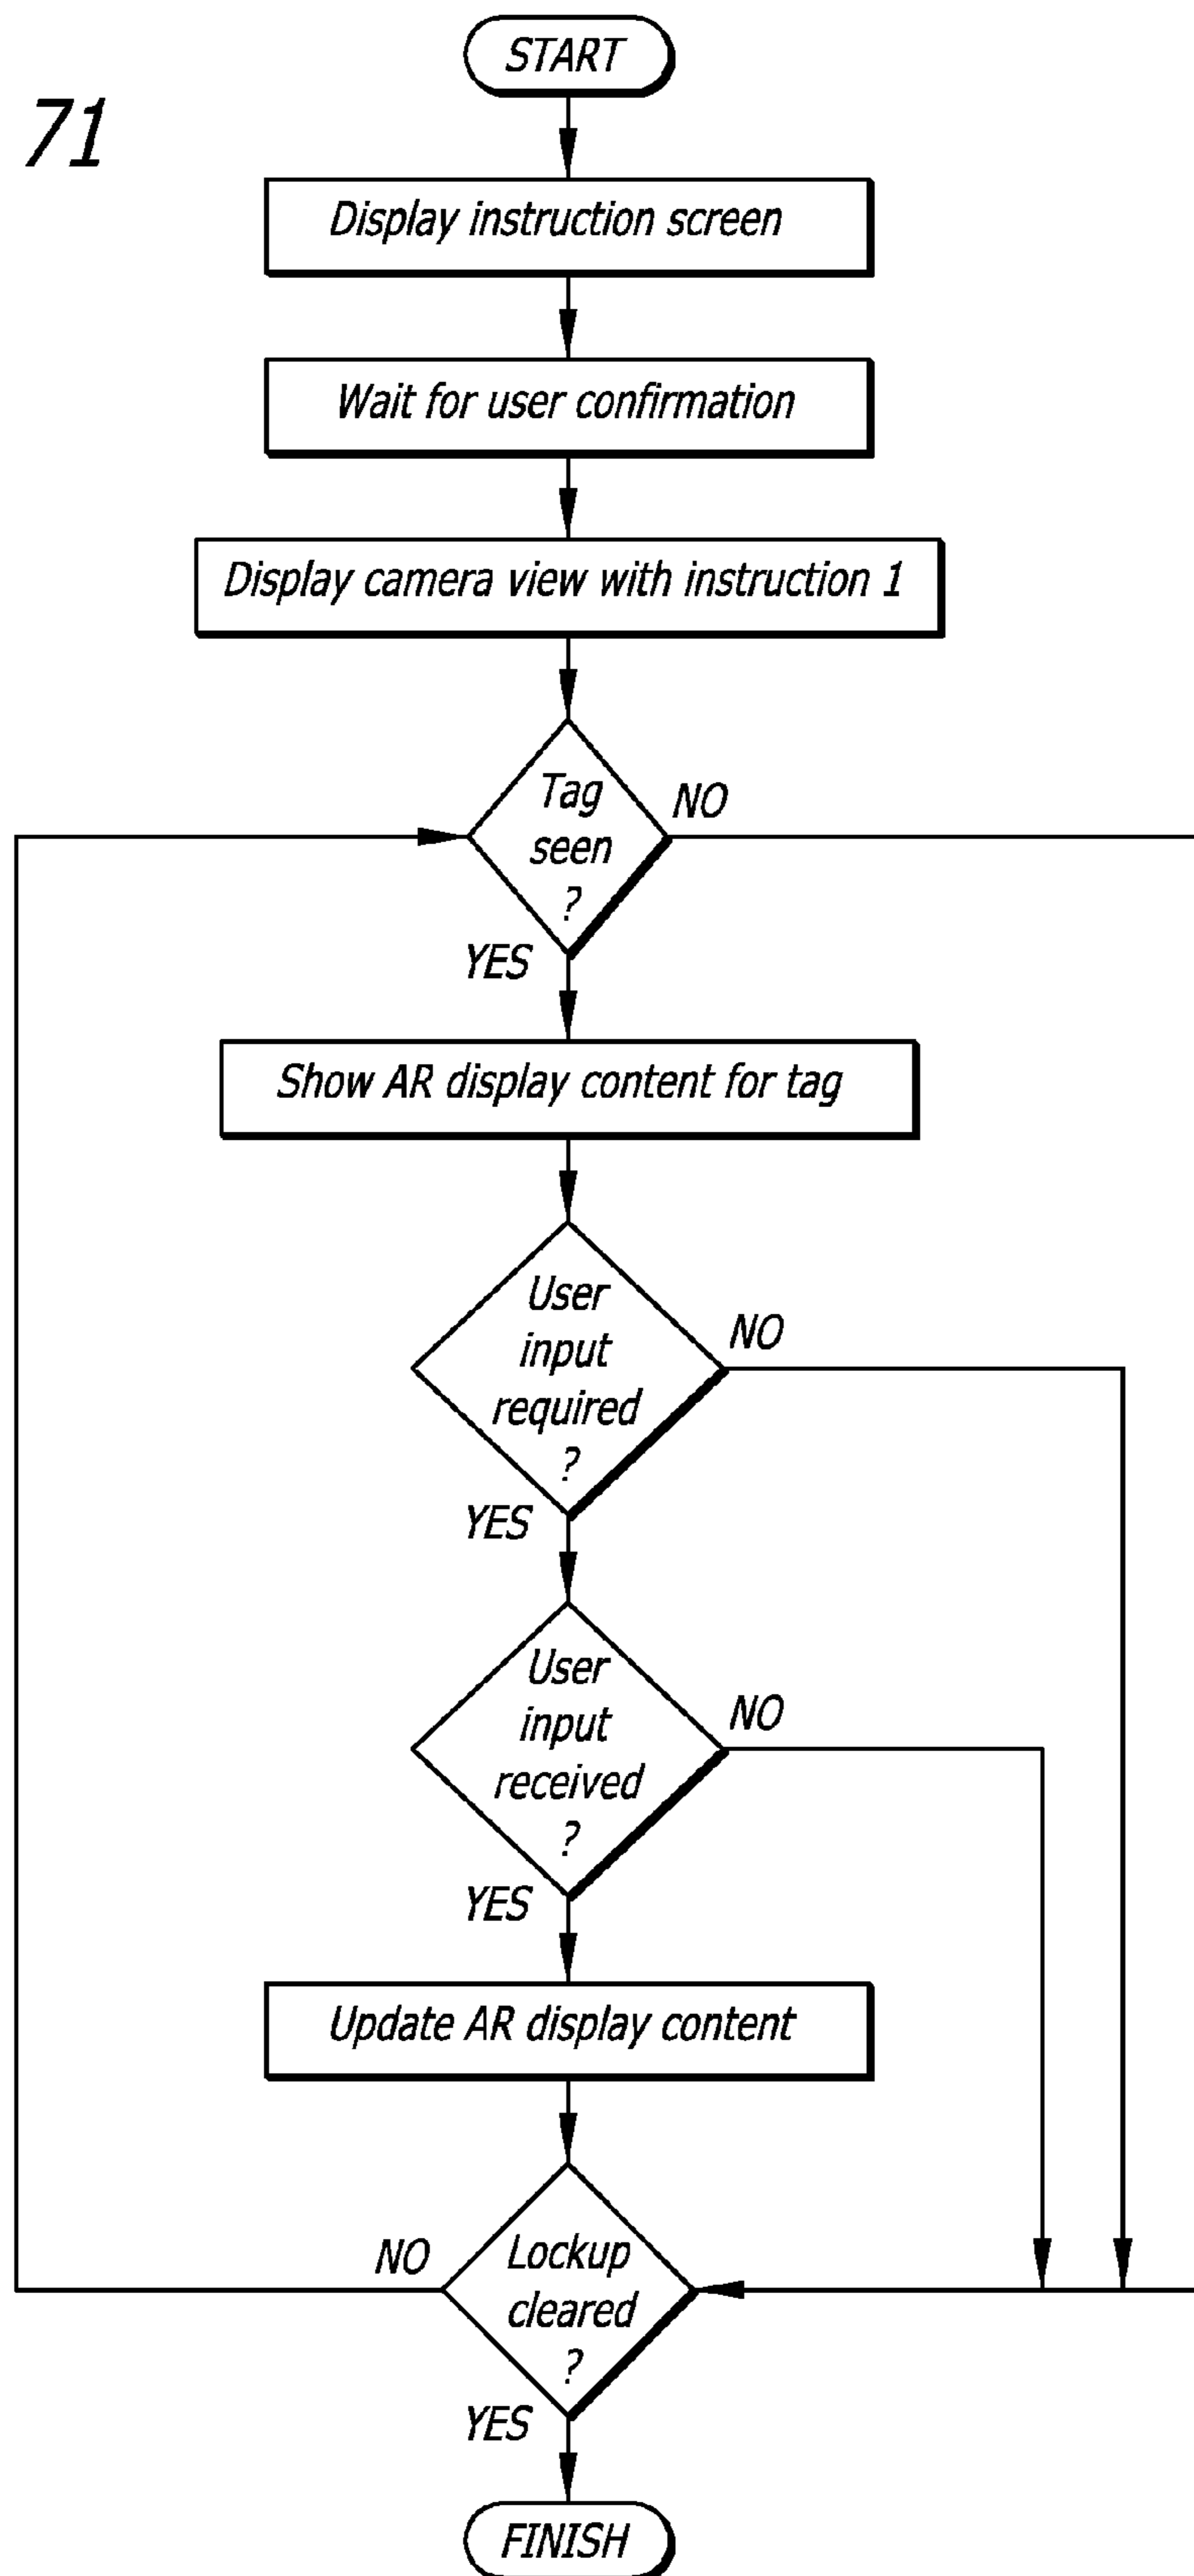 START
71
Display instruction screen
Wait for user confirmation
Display camera view with instruction 1
Tag
seen
?
NO
YES
Show AR display content for tag
User
input
required
?
NO
YES
User
input
received
?
NO
YES
Update AR display content
NO
Lockup
cleared
?
YES
FINISH